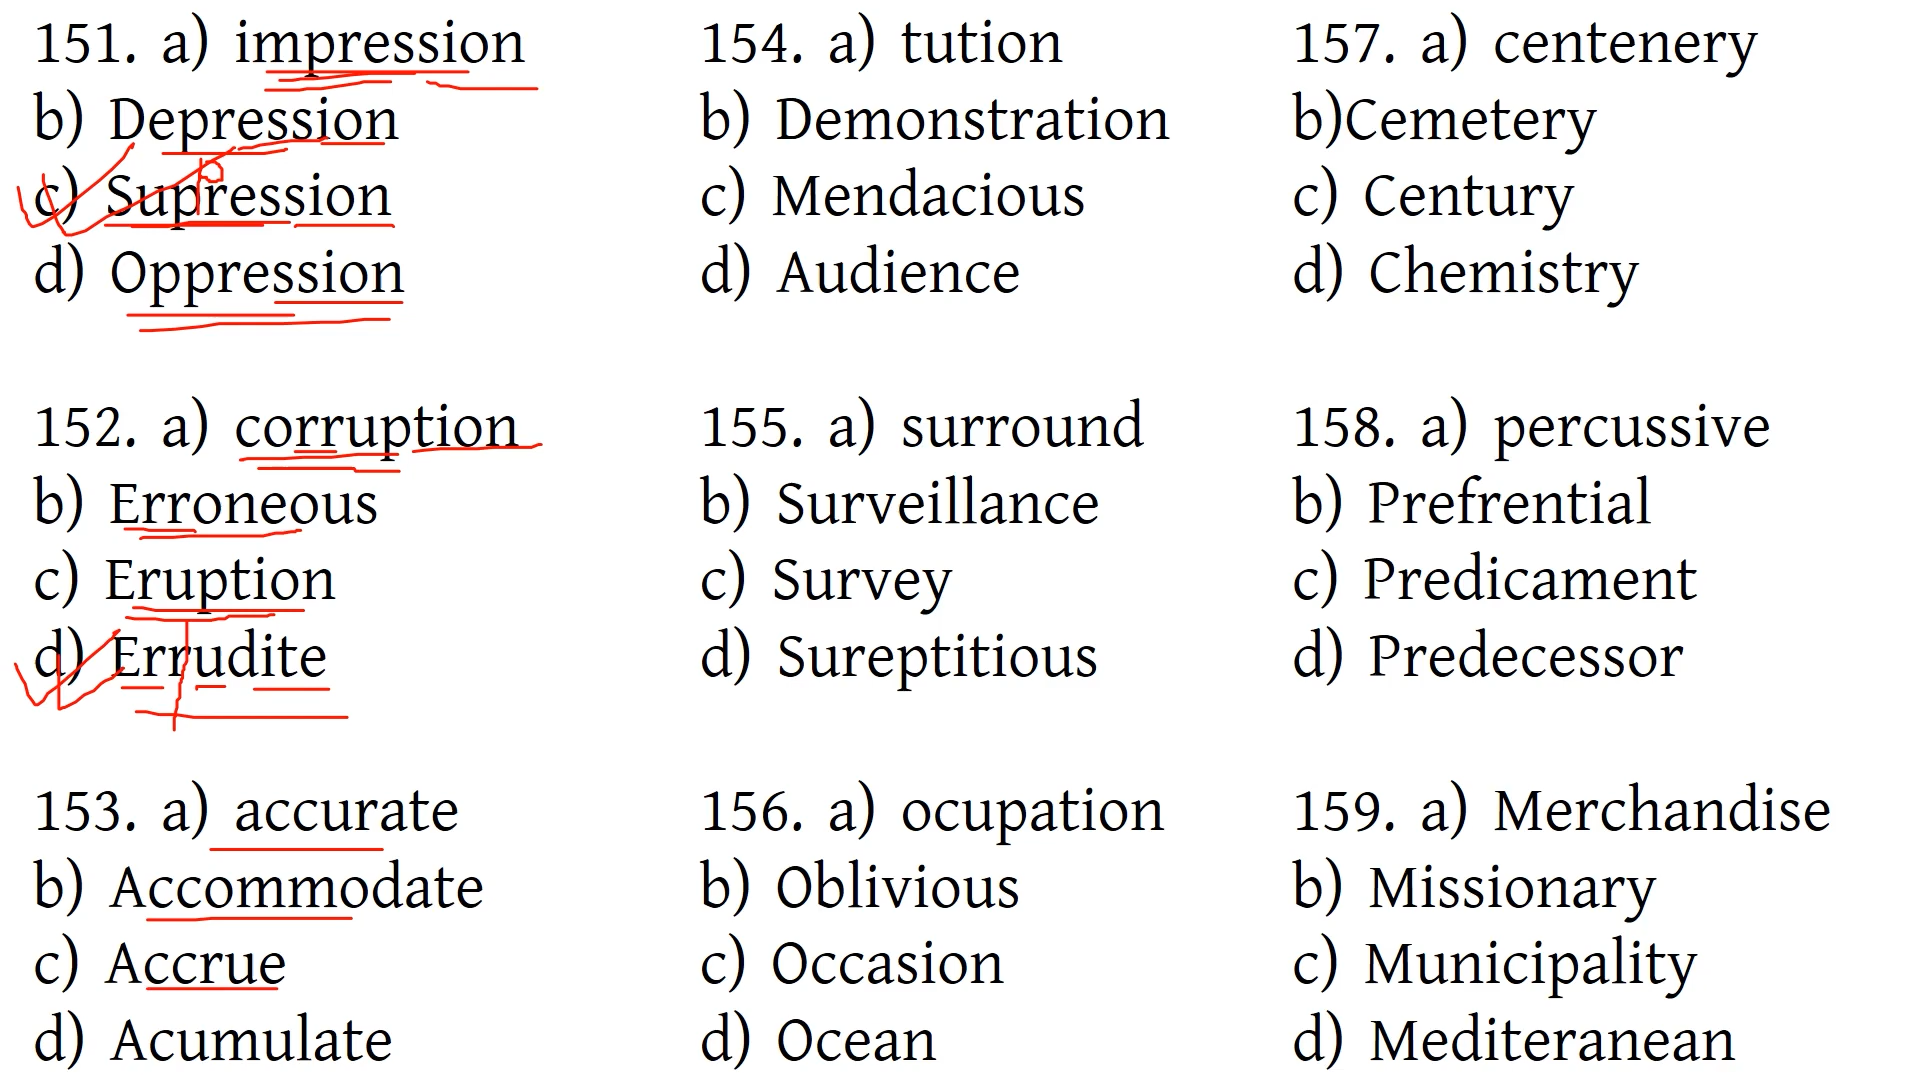 151. a) impression
b) Depression
c) Supression
p
d) Oppression
152. a) corruption
b) Erroneous
c) Eruption
d) Errudite
153. a) accurate
b) Accommodate
c) Accrue
d) Acumulate
154. a) tution
b) Demonstration
c) Mendacious
d) Audience
155. a) surround
b) Surveillance
c) Survey
d) Sureptitious
156. a) ocupation
b) Oblivious
c) Occasion
d) Ocean
157. a) centenery
b)Cemetery
c) Century
d) Chemistry
158. a) percussive
b) Prefrential
c) Predicament
d) Predecessor
159. a) Merchandise
b) Missionary
c) Municipality
d) Mediteranean